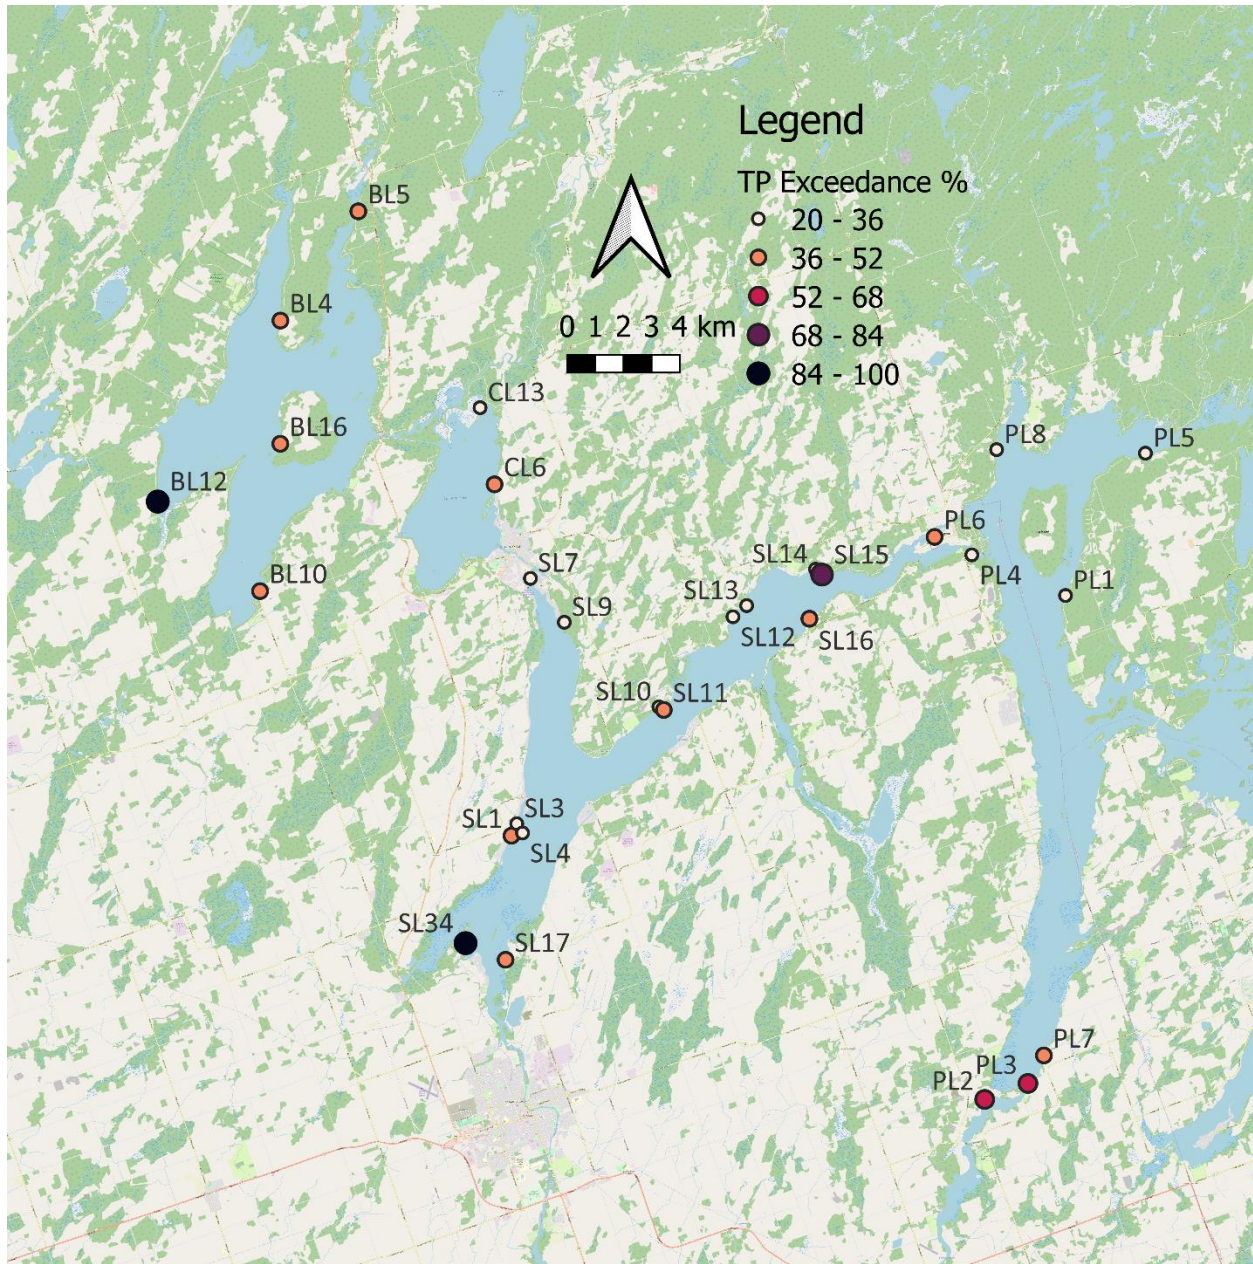 Legend
TP Exceedance %
20 - 36
36 - 52
52 - 68
68 - 84
84 - 100
0 1 2 3 4 km
BL5
BL4
CL13
BL16
PL8
PL5
CL6
BL12
PL6
SL14
SL15
SL7
PL4
BL10
SL13
PL1
SL9
SL12
SL16
SL10
SL11
SL3
SL1
SL4
SL34
SL17
PL7
PL3
PL2